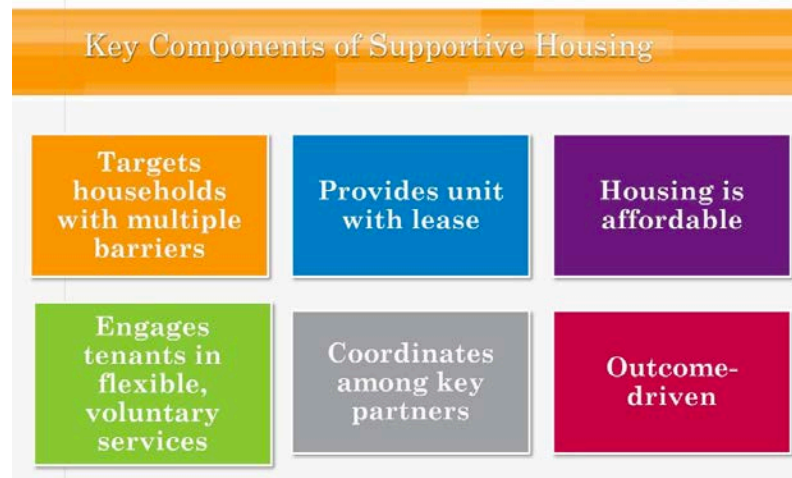 Key Components of Supportive Housing
Targets
households
with multiple
barriers
Provides unit
with lease
Housing is
affordable
Engages
tenants in
flexible,
voluntary
services
Coordinates
among key
partners
Outcome-
driven